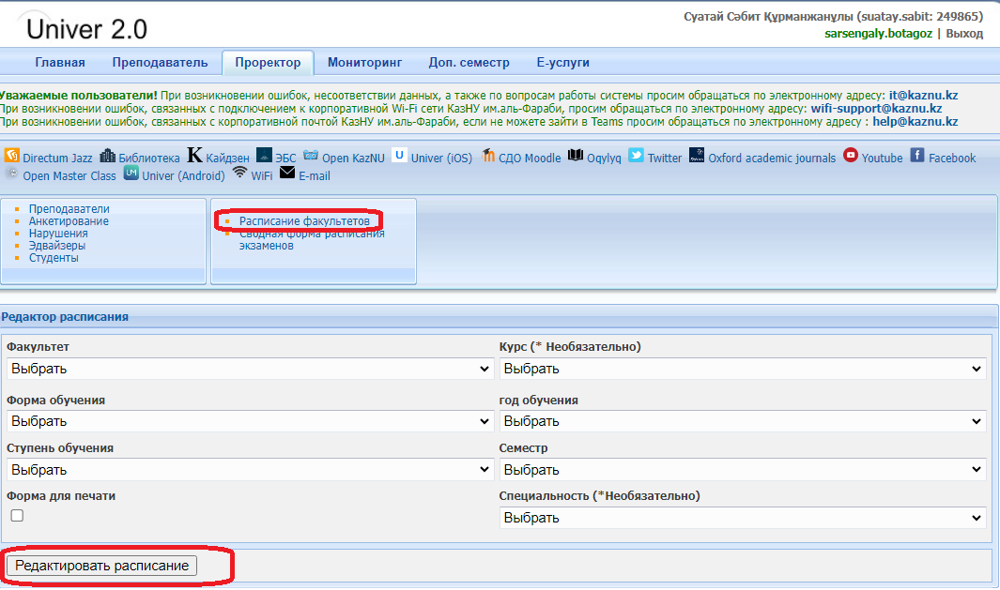 Univer 2.0
Суатай Сәбит Құрманжанұлы (suatay.sabit: 249865)
sarsengaly.botagoz | Выход
Главная Преподаватель Проректор Мониторинг Доп. семестр Е-услуги
Уважаемые пользователи! При возникновении ошибок, несоответствии данных, а также по вопросам работы системы просим обращаться по электронному адресу: it@kaznu.kz
При возникновении ошибок, связанных с подключением к корпоративной Wi-Fi сети КазНУ им.аль-Фараби, просим обращаться по электронному адресу: wifi-support@kaznu.kz
При возникновении ошибок, связанных с корпоративной почтой КазНУ им.аль-Фараби, если не можете зайти в Teams просим обращаться по электронному адресу : help@kaznu.kz
Directum Jazz Библиотека Кайдзен ЭБС Open KazNU Univer (iOS) СДО Moodle Oqylyq Twitter Oxford academic journals Youtube Facebook
Open Master Class Univer (Android) WiFi E-mail
Преподаватели
Анкетирование
Нарушения
Эдвайзеры
Студенты
Расписание факультетов
Сводная форма расписания
экзаменов
Редактор расписания
Факультет Курс (* Необязательно)
Выбрать Выбрать
Форма обучения год обучения
Выбрать Выбрать
Ступень обучения Семестр
Выбрать Выбрать
Форма для печати Специальность (*Необязательно)
Выбрать
Редактировать расписание